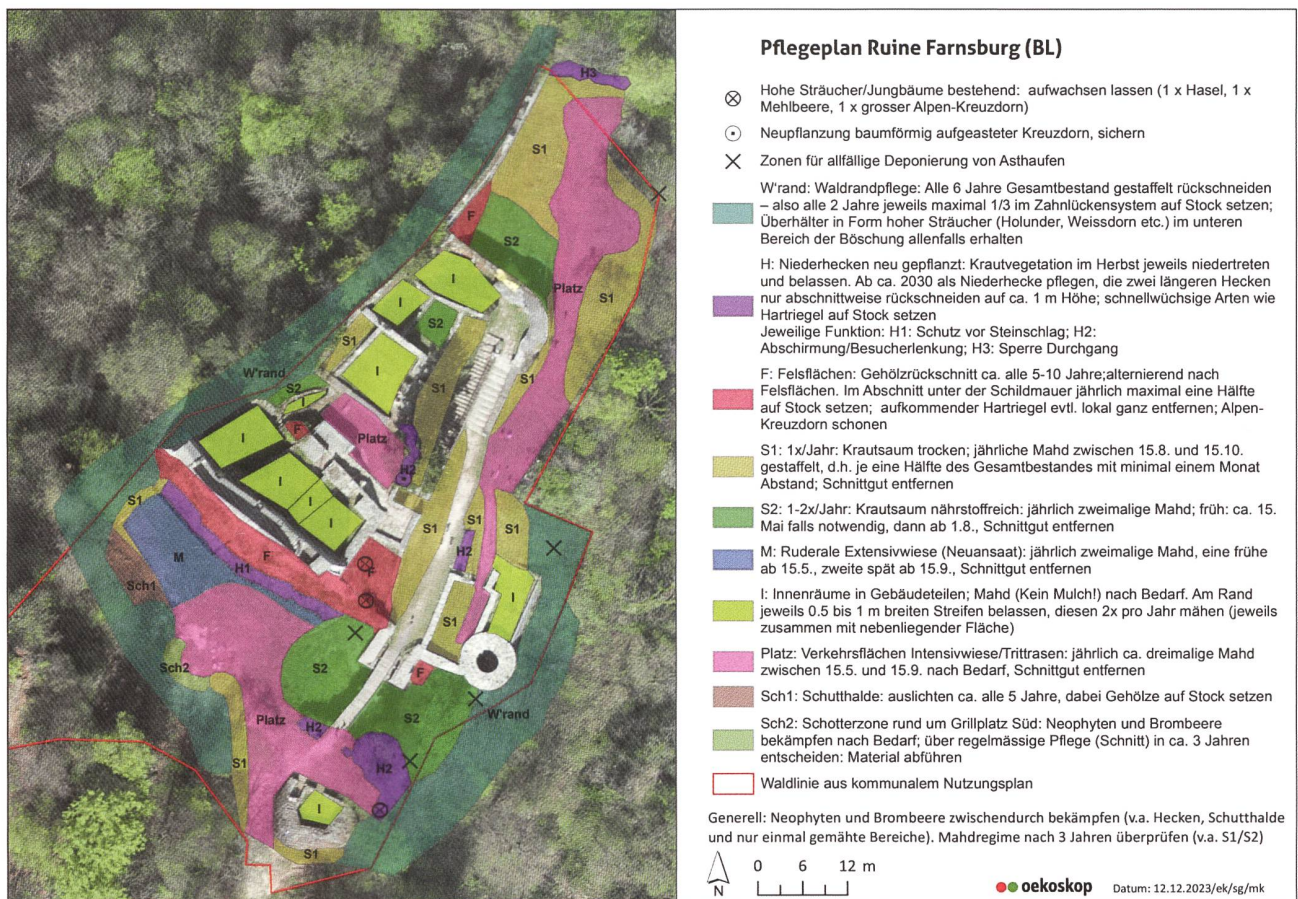 Pflegeplan Ruine Farnsburg (BL)
Hohe Sträucher/Jungbäume bestehend: aufwachsen lassen (1 x Hasel, 1 x
Mehlbeere, 1 x grosser Alpen-Kreuzdorn)
Neupflanzung baumförmig aufgeasteter Kreuzdorn, sichern
Zonen für allfällige Deponierung von Asthaufen
W'rand: Waldrandpflege: Alle 6 Jahre Gesamtbestand gestaffelt rückschneiden
– also alle 2 Jahre jeweils maximal 1/3 im Zahnlückensystem auf Stock setzen;
Überhälter in Form hoher Sträucher (Holunder, Weissdorn etc.) im unteren
Bereich der Böschung allenfalls erhalten
H: Niederhecken neu gepflanzt: Krautvegetation im Herbst jeweils niedertreten
und belassen. Ab ca. 2030 als Niederhecke pflegen, die zwei längeren Hecken
nur abschnittweise rückschneiden auf ca. 1 m Höhe; schnellwüchsige Arten wie
Hartriegel auf Stock setzen
Jeweilige Funktion: H1: Schutz vor Steinschlag; H2:
Abschirmung/Besucherlenkung; H3: Sperre Durchgang
F: Felsflächen: Gehölzrückschnitt ca. alle 5-10 Jahre;alternierend nach
Felsflächen. Im Abschnitt unter der Schildmauer jährlich maximal eine Hälfte
auf Stock setzen; aufkommender Hartriegel evtl. lokal ganz entfernen; Alpen-
Kreuzdorn schonen
S1: 1x/Jahr: Krautsaum trocken; jährliche Mahd zwischen 15.8. und 15.10.
gestaffelt, d.h. je eine Hälfte des Gesamtbestandes mit minimal einem Monat
Abstand; Schnittgut entfernen
S2: 1-2x/Jahr: Krautsaum nährstoffreich: jährlich zweimalige Mahd; früh: ca. 15.
Mai falls notwendig, dann ab 1.8., Schnittgut entfernen
M: Ruderale Extensivwiese (Neuansaat): jährlich zweimalige Mahd, eine frühe
ab 15.5., zweite spät ab 15.9., Schnittgut entfernen
I: Innenräume in Gebäudeteilen; Mahd (Kein Mulch!) nach Bedarf. Am Rand
jeweils 0.5 bis 1 m breiten Streifen belassen, diesen 2x pro Jahr mähen (jeweils
zusammen mit nebenliegender Fläche)
Platz: Verkehrsflächen Intensivwiese/Trittrasen: jährlich ca. dreimalige Mahd
zwischen 15.5. und 15.9. nach Bedarf, Schnittgut entfernen
Sch1: Schutthalde: auslichten ca. alle 5 Jahre, dabei Gehölze auf Stock setzen
Sch2: Schotterzone rund um Grillplatz Süd: Neophyten und Brombeere
bekämpfen nach Bedarf; über regelmässige Pflege (Schnitt) in ca. 3 Jahren
entscheiden: Material abführen
Waldlinie aus kommunalem Nutzungsplan
Generell: Neophyten und Brombeere zwischendurch bekämpfen (v.a. Hecken, Schutthalde
und nur einmal gemähte Bereiche). Mahdregime nach 3 Jahren überprüfen (v.a. S1/S2)
N
0 6 12 m
oekoskop
Datum: 12.12.2023/ek/sg/mk
H3
S1
F
S2
Platz
I
I
S1
S2
S1
I
S1
S1
W'rand
S2
I
F
I
Platz
H2
I
I
I
S1
S1
S1
S1
M
F
H1
H2
F
Sch1
I
S1
Sch2
S2
F
S2
W'rand
Platz
H2
H2
S1
I
S1